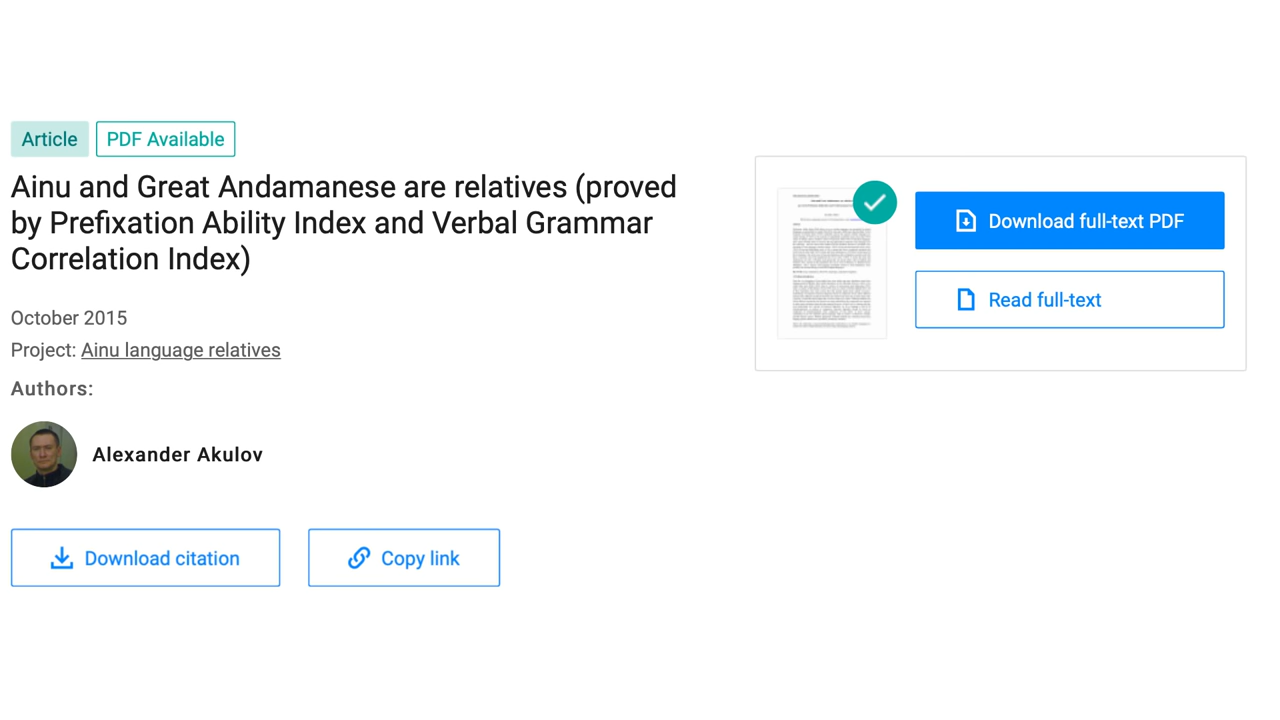 Article PDF Available
Ainu and Great Andamanese are relatives (proved
by Prefixation Ability Index and Verbal Grammar
Correlation Index)
October 2015
Project: Ainu language relatives
Authors:
Alexander Akulov
Download citation
Copy link
Download full-text PDF
Read full-text